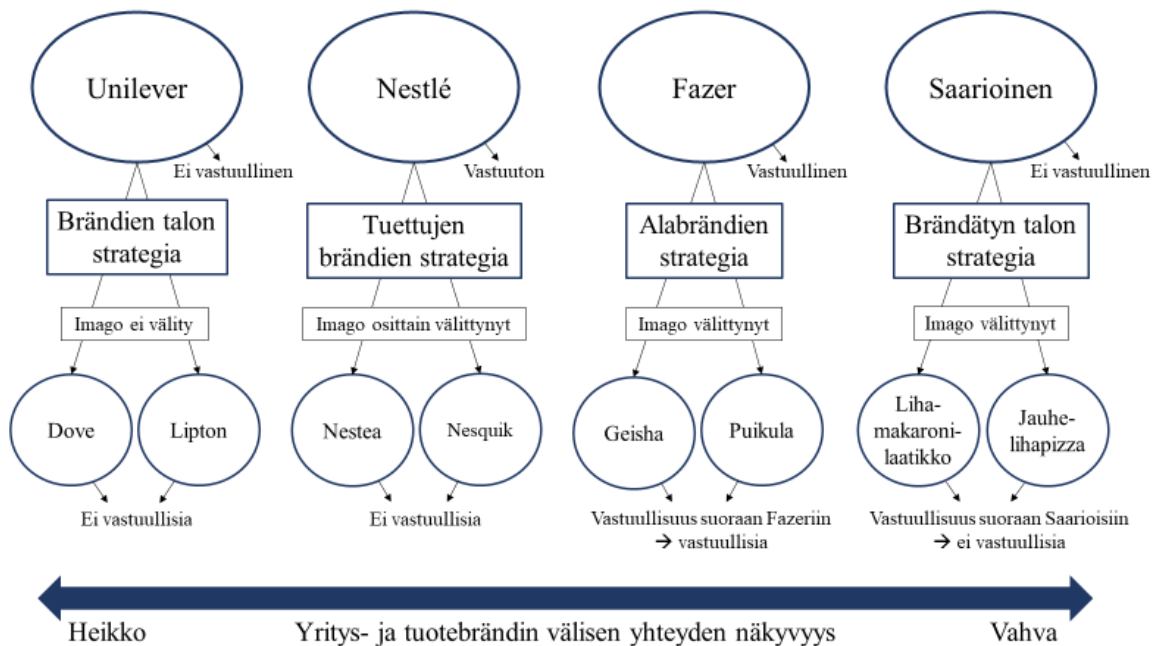 Unilever
Nestlé
Fazer
Saarioinen
Ei vastuullinen
Vastuuton
Vastuullinen
Ei vastuullinen
Brändien talon
strategia
Tuettujen
brändien strategia
Alabrändien
strategia
Brändätyn talon
strategia
Imago ei välity
Imago osittain välittynyt
Imago välittynyt
Imago välittynyt
Dove
Lipton
Nestea
Nesquik
Geisha
Puikula
Liha-
makaroni-
laatikko
Jauhe-
lihapizza
Ei vastuullisia
Ei vastuullisia
Vastuullisuus suoraan Fazeriin
→ vastuullisia
Vastuullisuus suoraan Saarioisiin
→ ei vastuullisia
Heikko
Yritys- ja tuotebrändin välisen yhteyden näkyvyys
Vahva